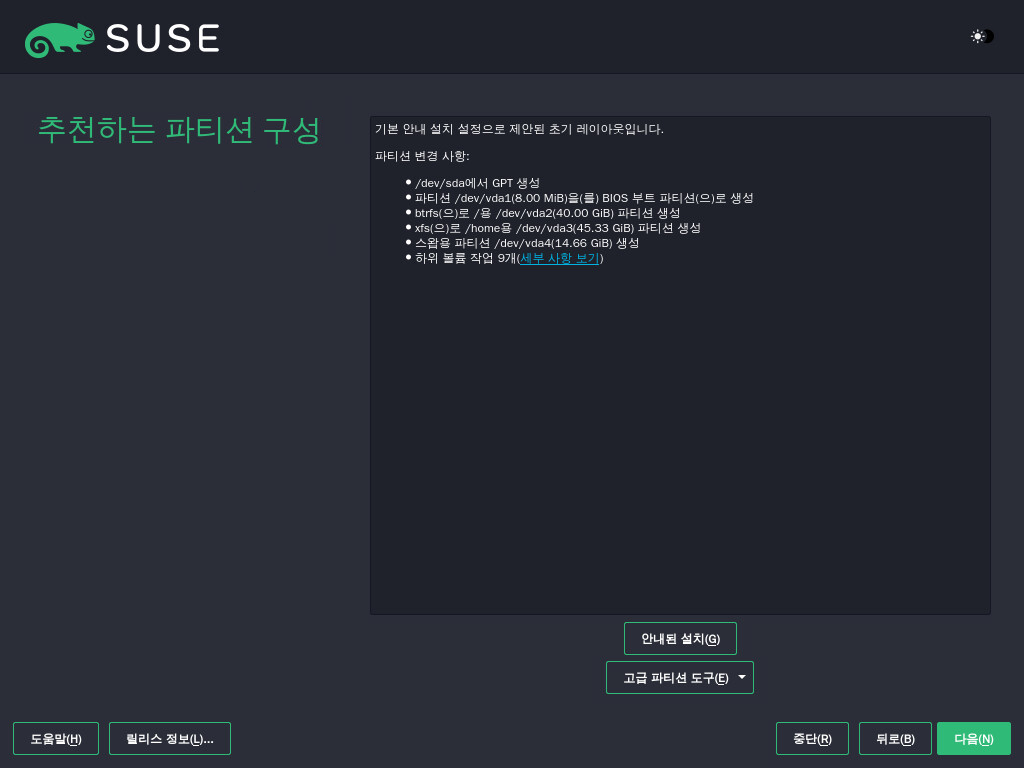 SUSE
추천하는 파티션 구성
기본 안내 설치 설정으로 제안된 초기 레이아웃입니다.
파티션 변경 사항:
/dev/sda에서 GPT 생성
파티션 /dev/vda1(8.00 MiB)을(를) BIOS 부트 파티션(으)로 생성
btrfs(으)로 /용 /dev/vda2(40.00 GiB) 파티션 생성
xfs(으)로 /home용 /dev/vda3(45.33 GiB) 파티션 생성
스왑용 파티션 /dev/vda4(14.66 GiB) 생성
하위 볼륨 작업 9개(세부 사항 보기)
안내된 설치(G)
고급 파티션 도구(E)
도움말(H)
릴리스 정보(L)...
중단(R)
뒤로(B)
다음(N)